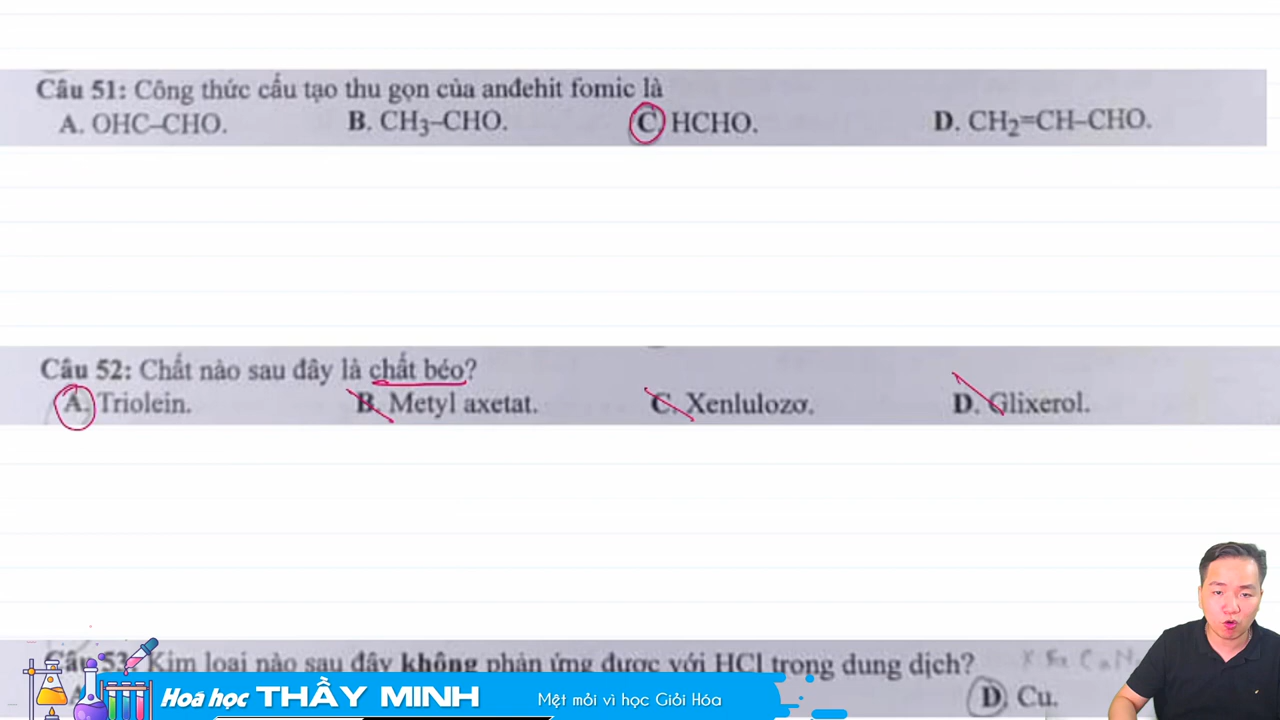 Câu 51: Công thức cấu tạo thu gọn của anđehit fomic là
A. OHC–CHO. B. CH₃–CHO. C. HCHO. D. CH₂=CH–CHO.
Câu 52: Chất nào sau đây là chất béo?
A. Triolein. B. Metyl axetat. C. Xenlulozơ. D. Glixerol.
Câu 53: Kim loại nào sau đây không phản ứng được với HCl trong dung dịch?
D. Cu.
Hoá học THẦY MINH Mệt mỏi vì học Giỏi Hóa